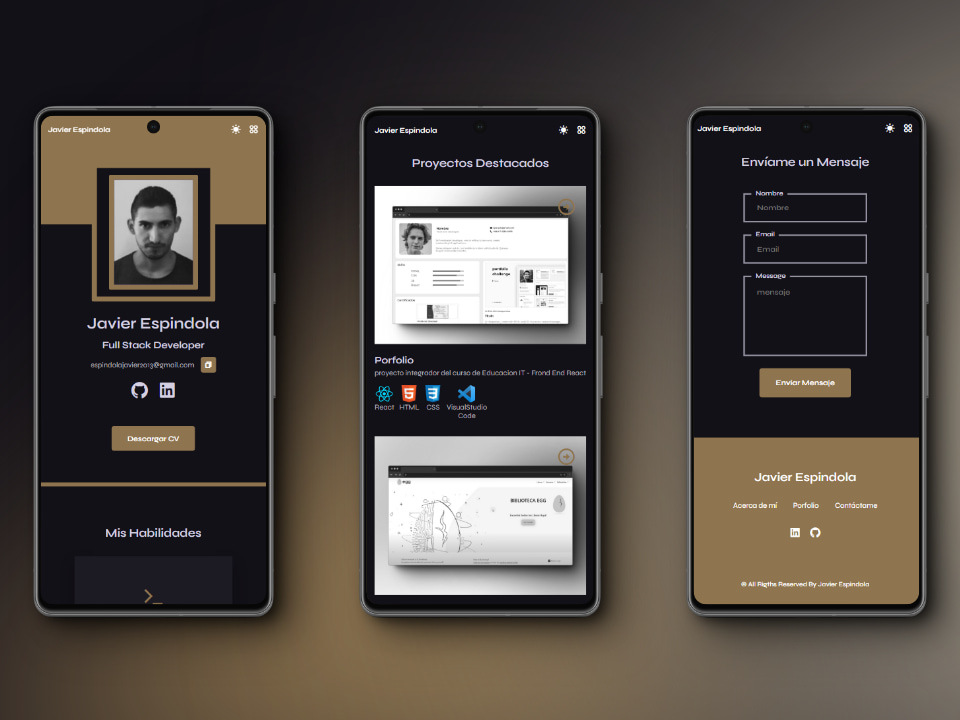 Javier Espindola
Javier Espindola
Full Stack Developer
espindolajavier2013@gmail.com
Descargar CV
Mis Habilidades
Javier Espindola
Proyectos Destacados
portfolio
challenge
Porfolio
proyecto integrador del curso de Educacion IT - Frond End React
React
HTML
CSS
VisualStudio
Code
BIBLIOTECA EGG
Javier Espindola
Envíame un Mensaje
Nombre
Nombre
Email
Email
Message
mensaje
Enviar Mensaje
Javier Espindola
Acerca de mí
Porfolio
Contáctame
© All Rigths Reserved By Javier Espindola